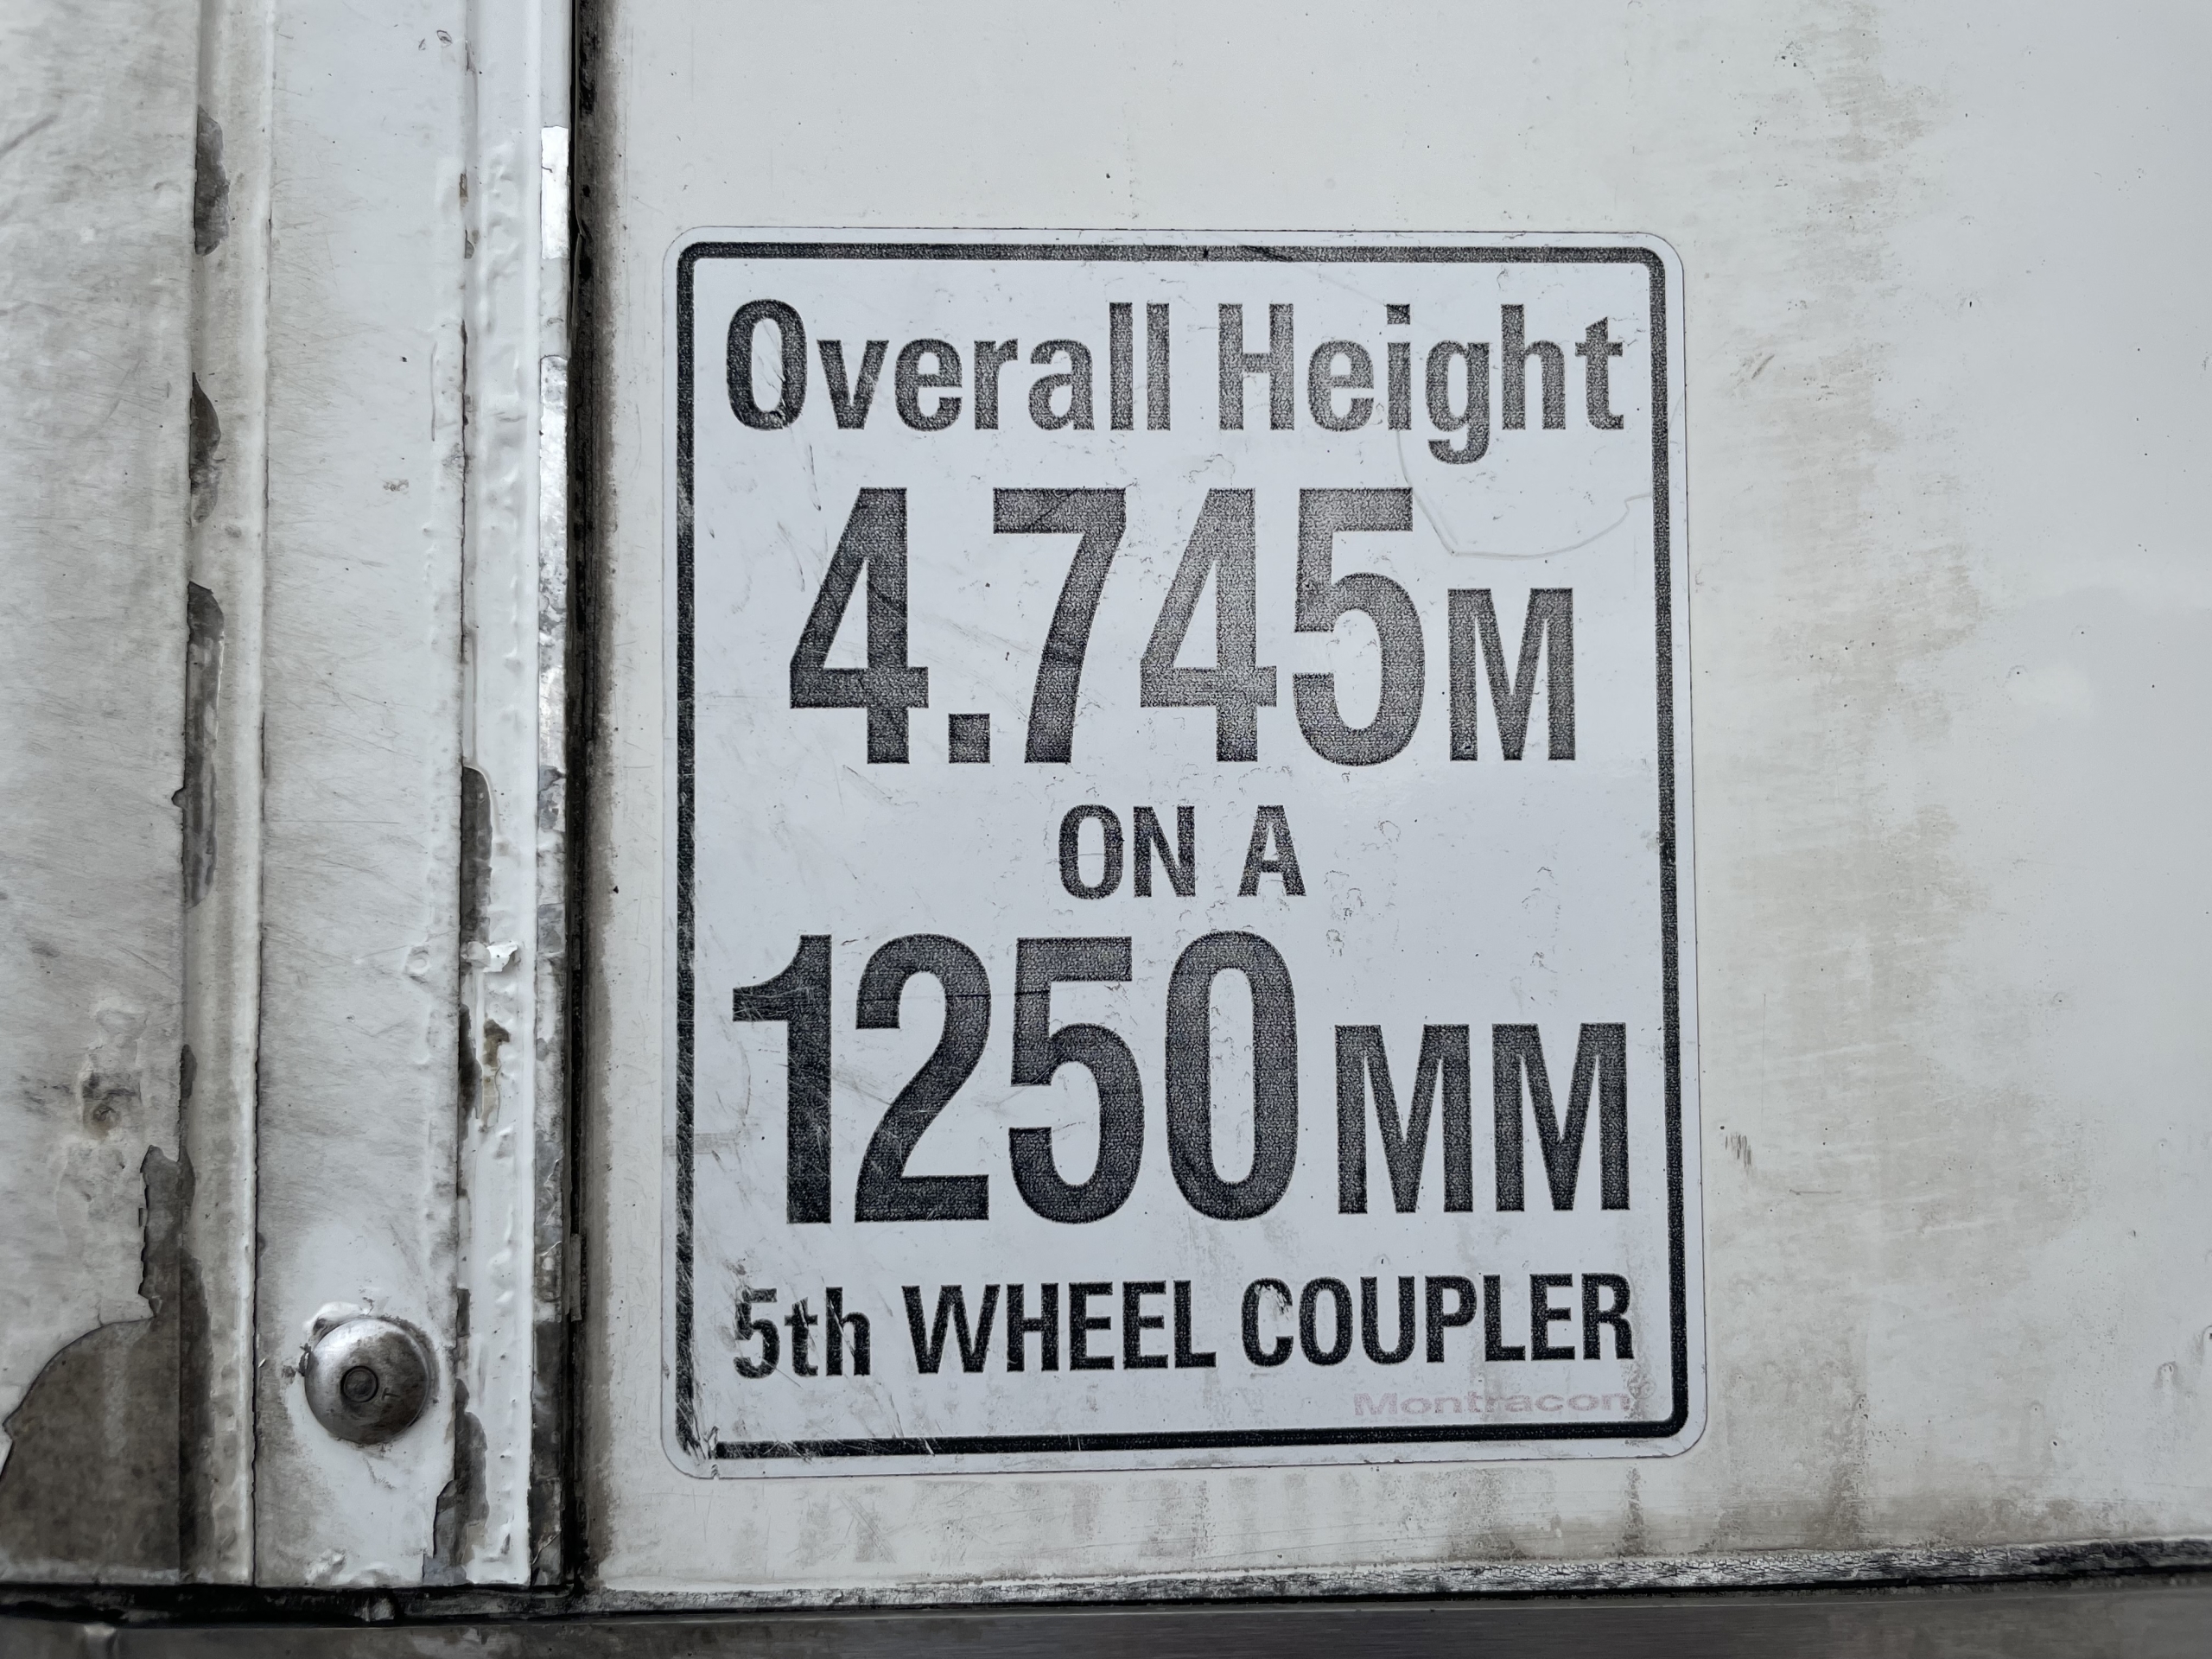 Overall Height
4.745M
ON A
1250MM
5th WHEEL COUPLER
Montracon